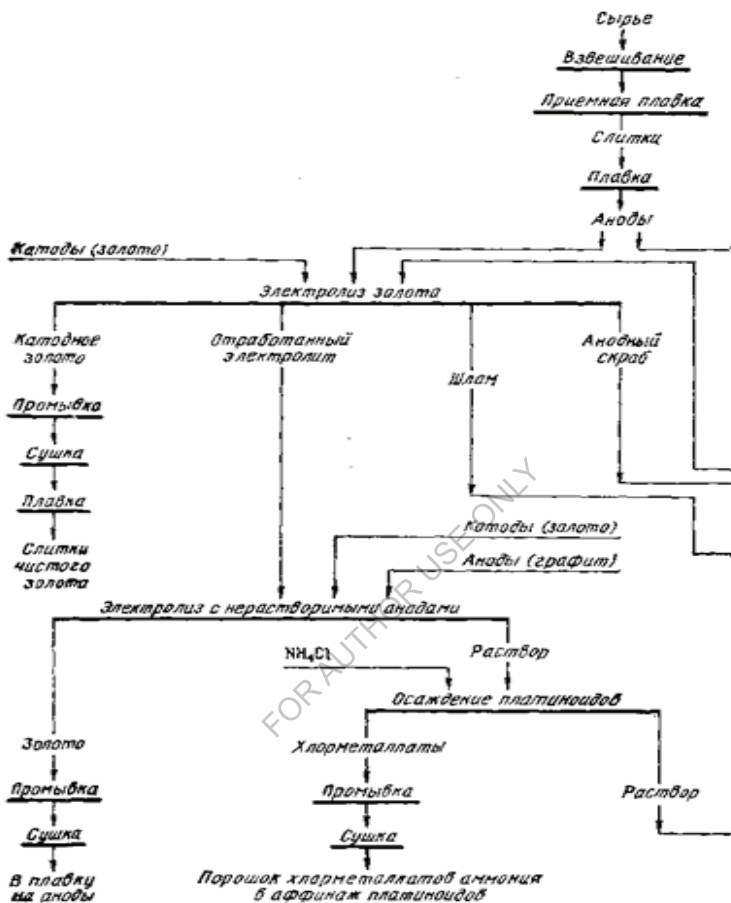 Сырье
Взвешивание
Приемная плавка
Слитки
Плавка
Аноды
Катоды (золото)
Электролиз золота
Катодное
золото
Отработанный
электролит
Шлам
Анодный
скраб
Промывка
Сушка
Плавка
Слитки
чистого
золота
Катоды (золото)
Аноды (графит)
Электролиз с нерастворимыми анодами
NH₄Cl
Раствор
Осаждение платиноидов
Золото
Хлорметаллаты
Промывка
Промывка
Раствор
Сушка
Сушка
В плавку
на аноды
Порошок хлорметаллатов аммония
в аффинаж платиноидов
FOR AUTHOR USE ONLY